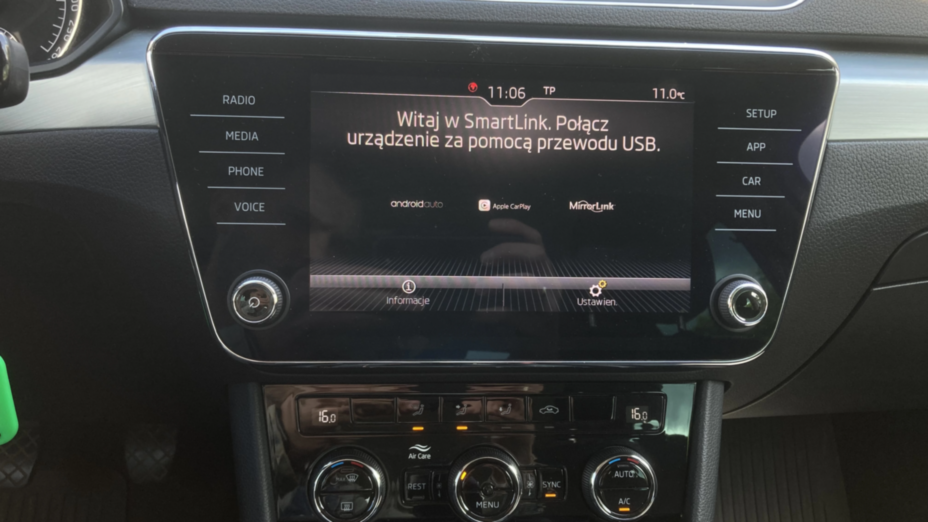 RADIO
MEDIA
PHONE
VOICE
11:06 TP 11.0°C
Witaj w SmartLink. Połącz
urządzenie za pomocą przewodu USB.
androidauto Apple CarPlay MirrorLink
Informacje Ustawien.
SETUP
APP
CAR
MENU
16.0 16.0
Air Care
REST MENU SYNC AUTO
A/C